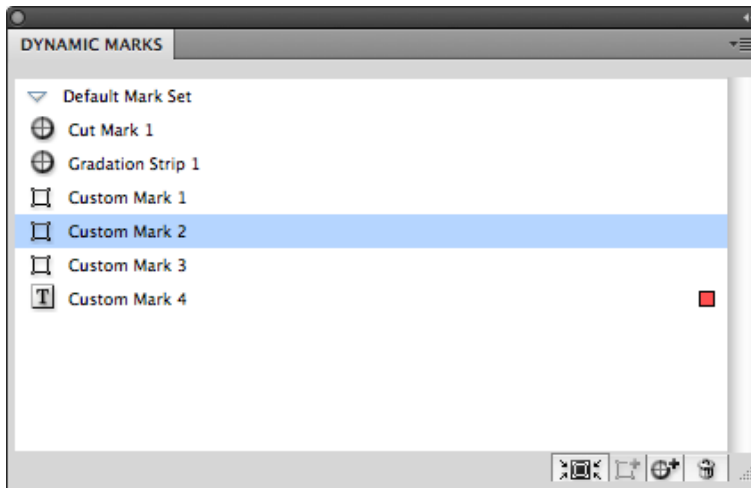 DYNAMIC MARKS
Default Mark Set
Cut Mark 1
Gradation Strip 1
Custom Mark 1
Custom Mark 2
Custom Mark 3
T Custom Mark 4